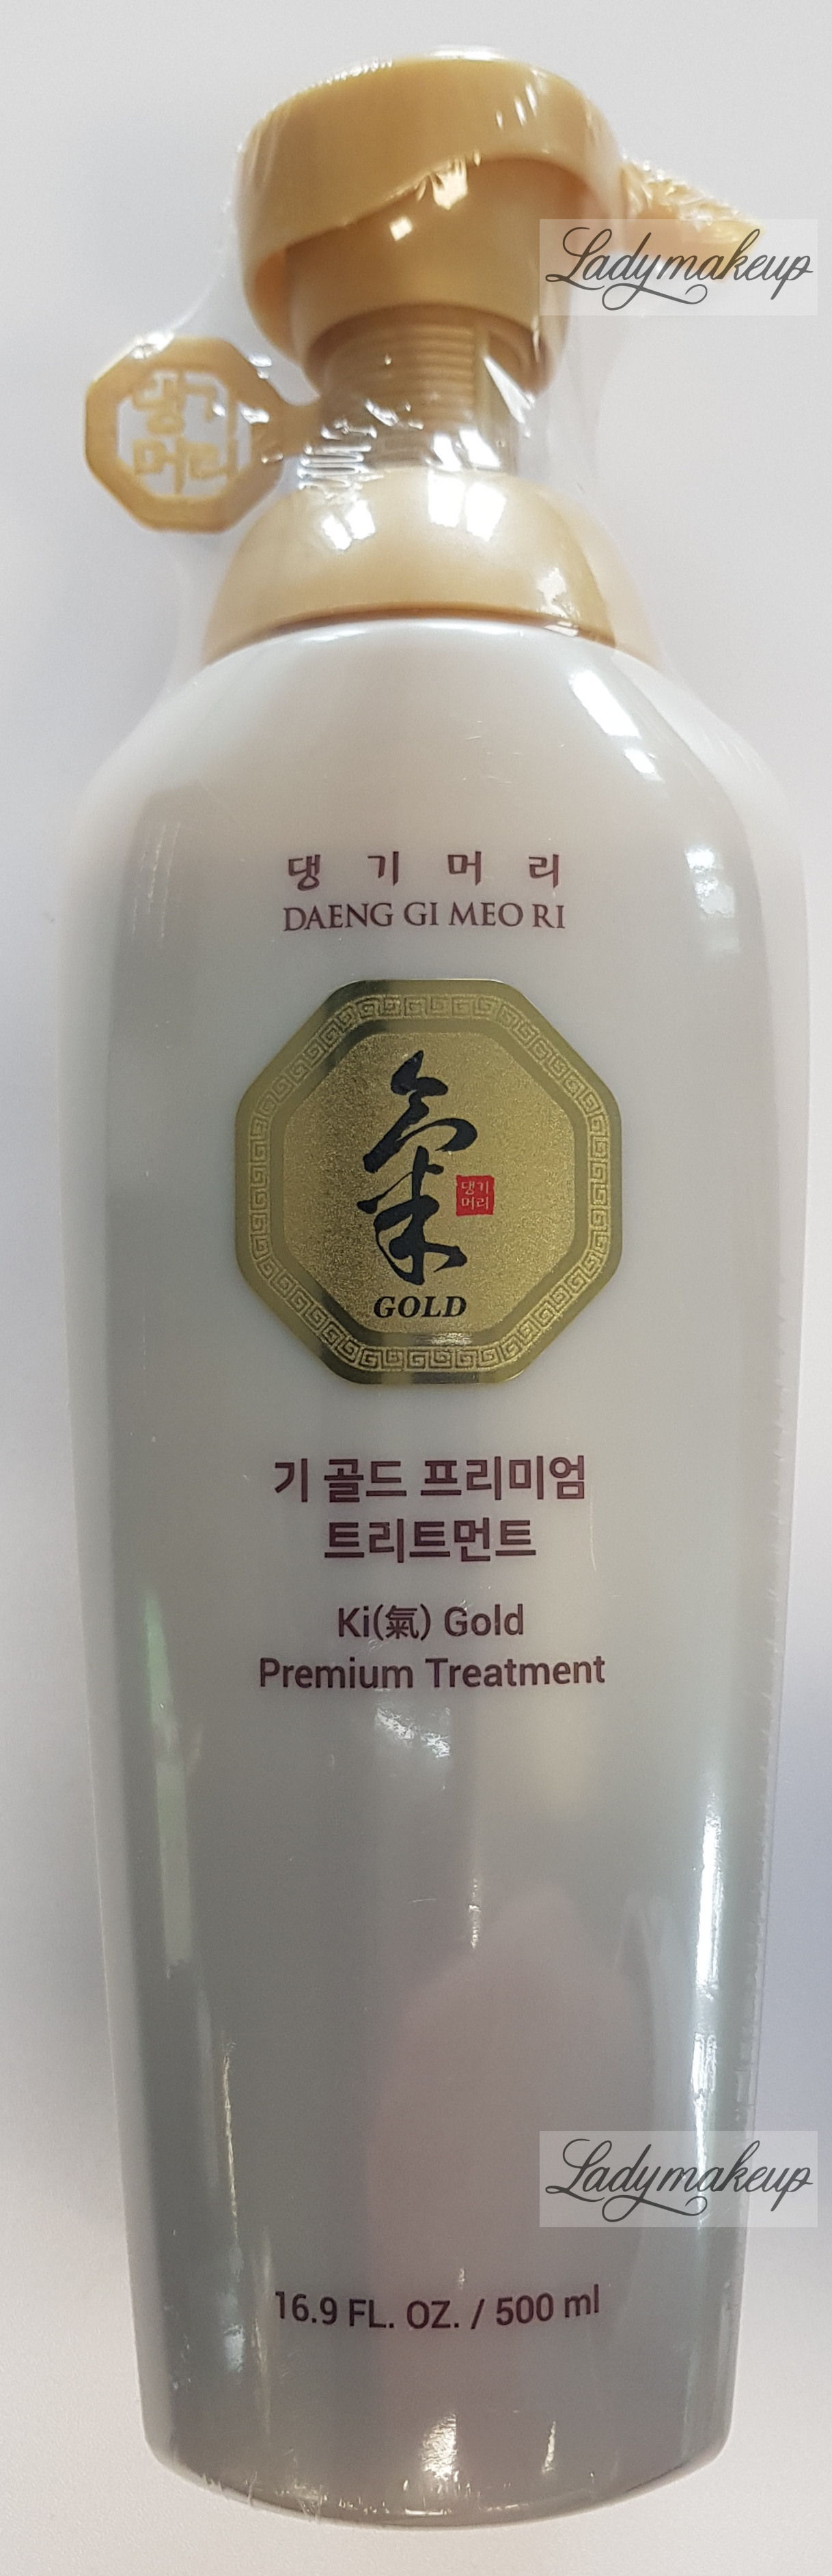 Ladymakeup
댕기
머리
댕 기 머 리
DAENG GI MEO RI
氣
댕기
머리
GOLD
기 골드 프리미엄
트리트먼트
Ki(氣) Gold
Premium Treatment
Ladymakeup
16.9 FL. OZ. / 500 ml